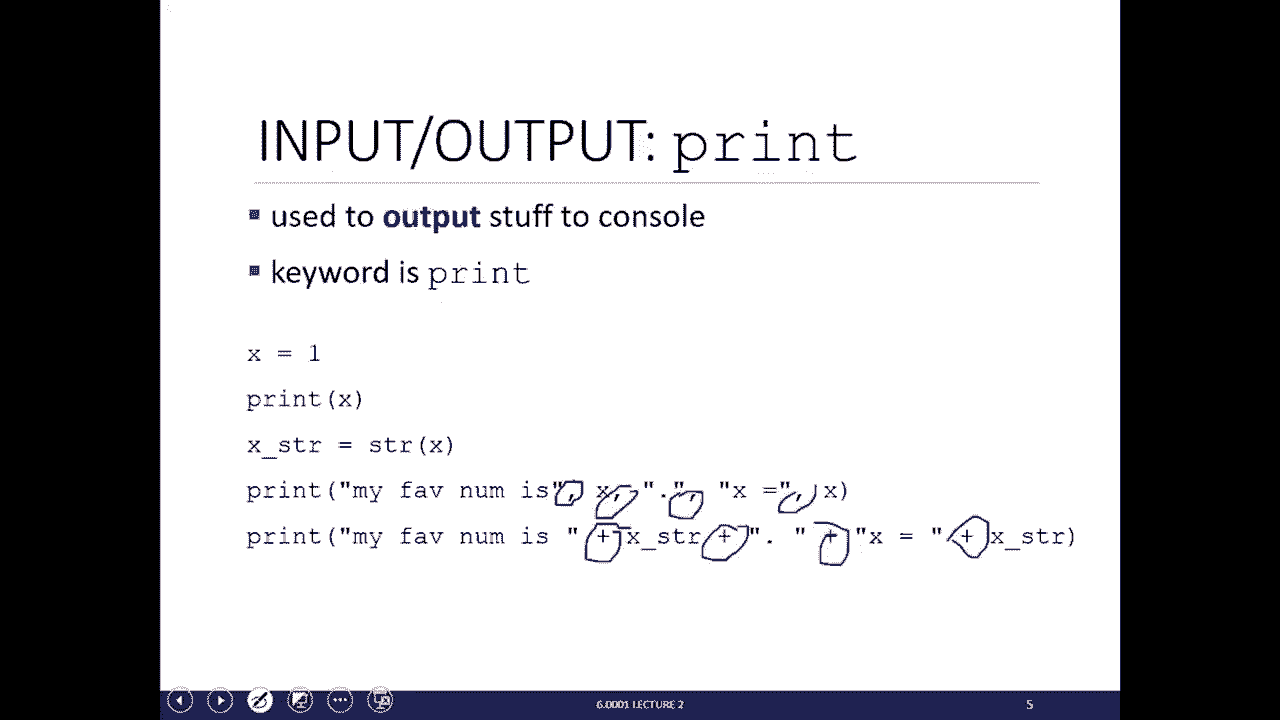 INPUT/OUTPUT: print
▪ used to output stuff to console
▪ keyword is print
x = 1
print(x)
x_str = str(x)
print("my fav num is", x, ".", "x =", x)
print("my fav num is " + x_str + ". " + "x = " + x_str)
6.0001 LECTURE 2
5